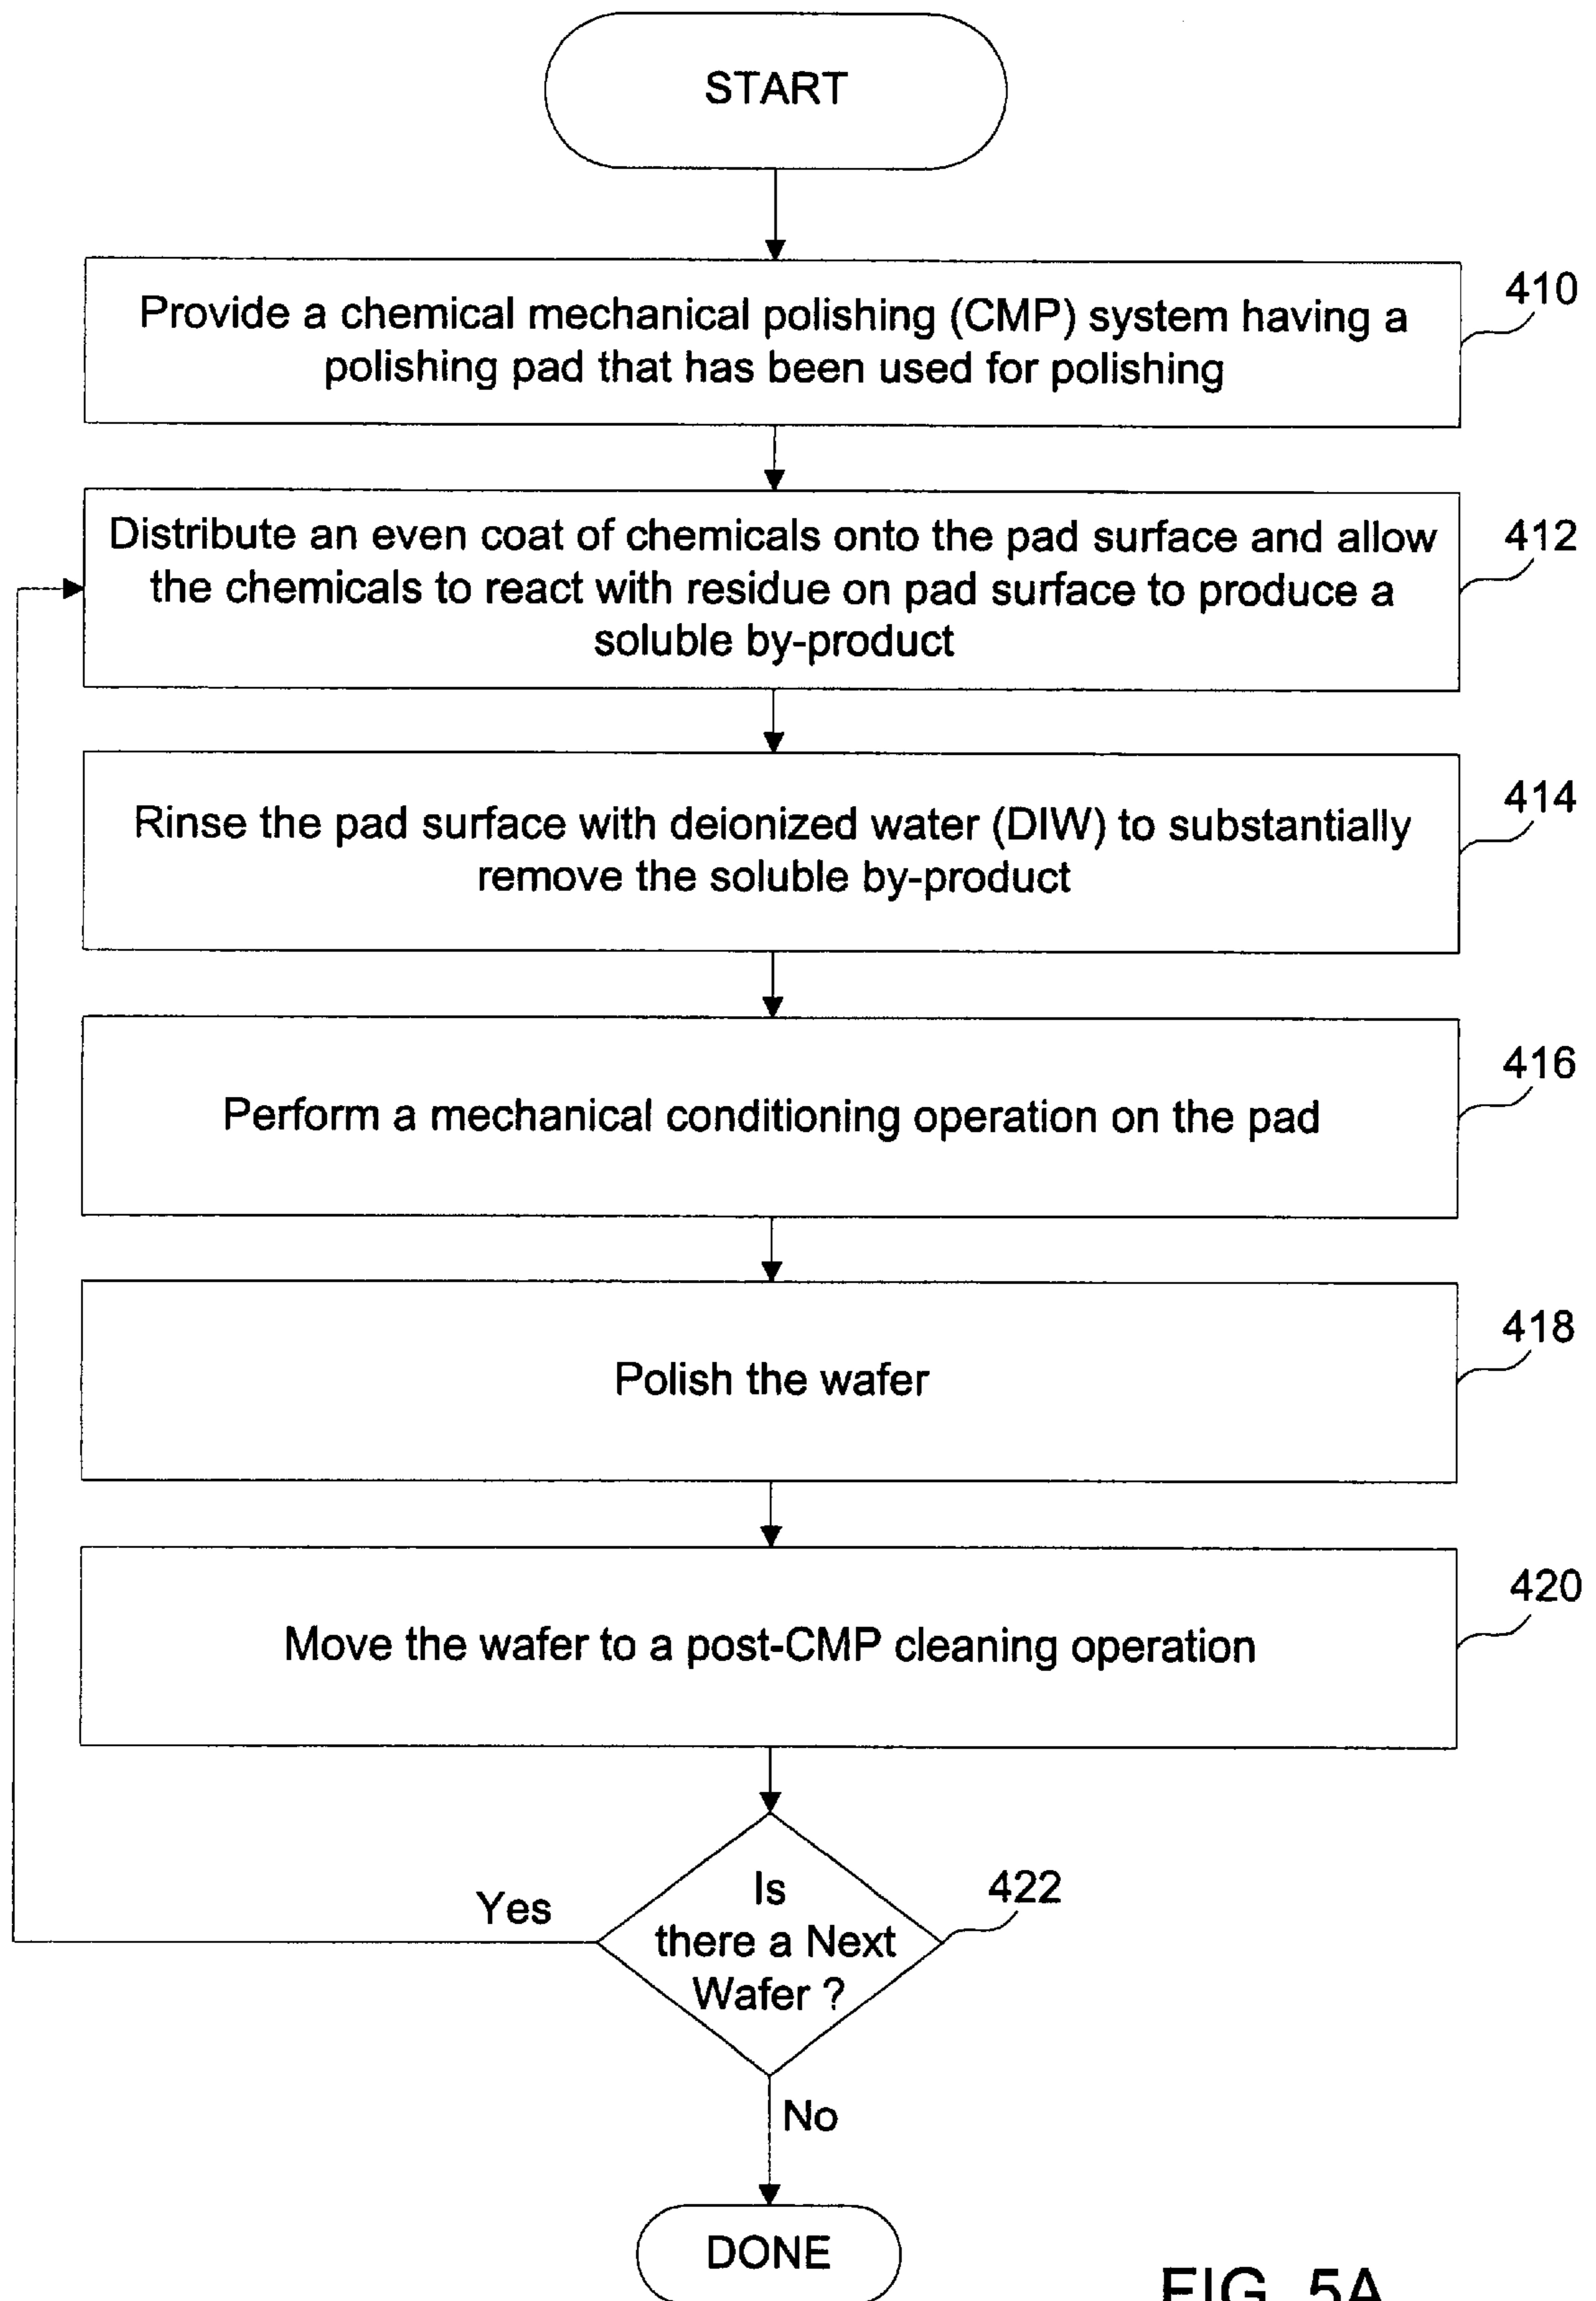 START
Provide a chemical mechanical polishing (CMP) system having a
polishing pad that has been used for polishing
410
Distribute an even coat of chemicals onto the pad surface and allow
the chemicals to react with residue on pad surface to produce a
soluble by-product
412
Rinse the pad surface with deionized water (DIW) to substantially
remove the soluble by-product
414
Perform a mechanical conditioning operation on the pad
416
Polish the wafer
418
Move the wafer to a post-CMP cleaning operation
420
Is
there a Next
Wafer ?
422
Yes
No
DONE
FIG. 5A